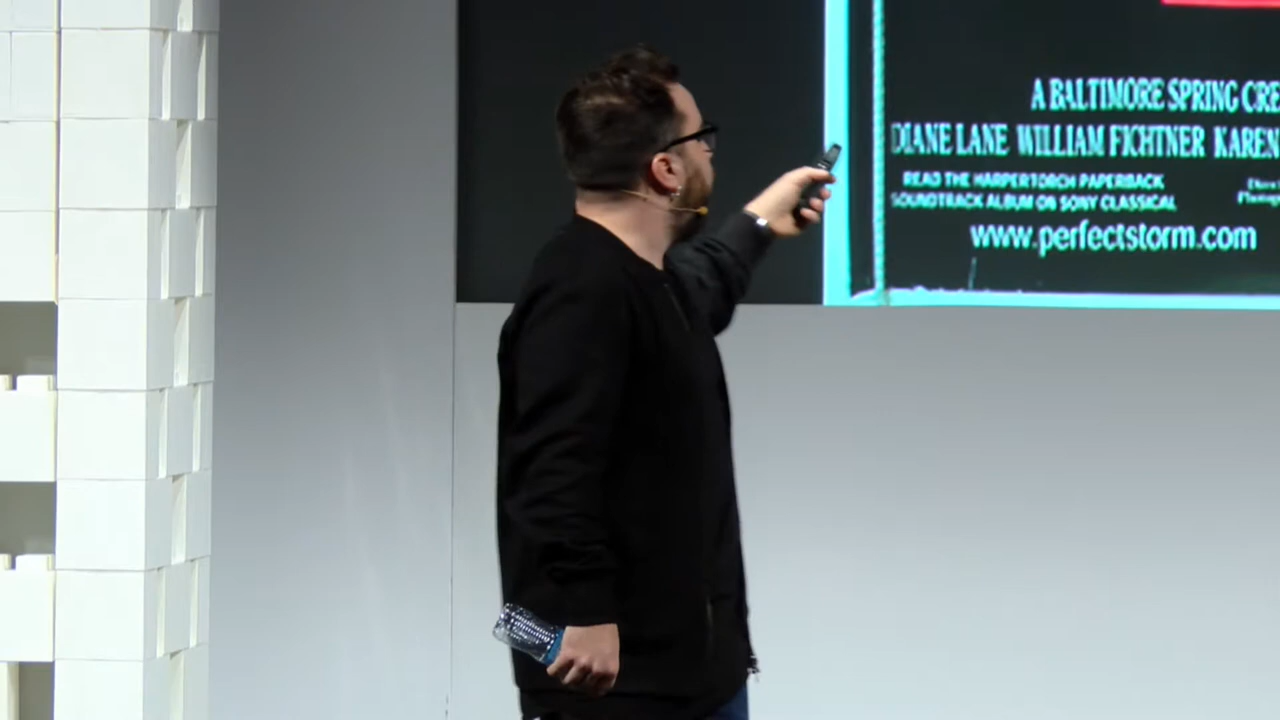 A BALTIMORE SPRING CRE
DIANE LANE WILLIAM FICHTNER KAREN
READ THE HARPERTORCH PAPERBACK
SOUNDTRACK ALBUM ON SONY CLASSICAL
www.perfectstorm.com